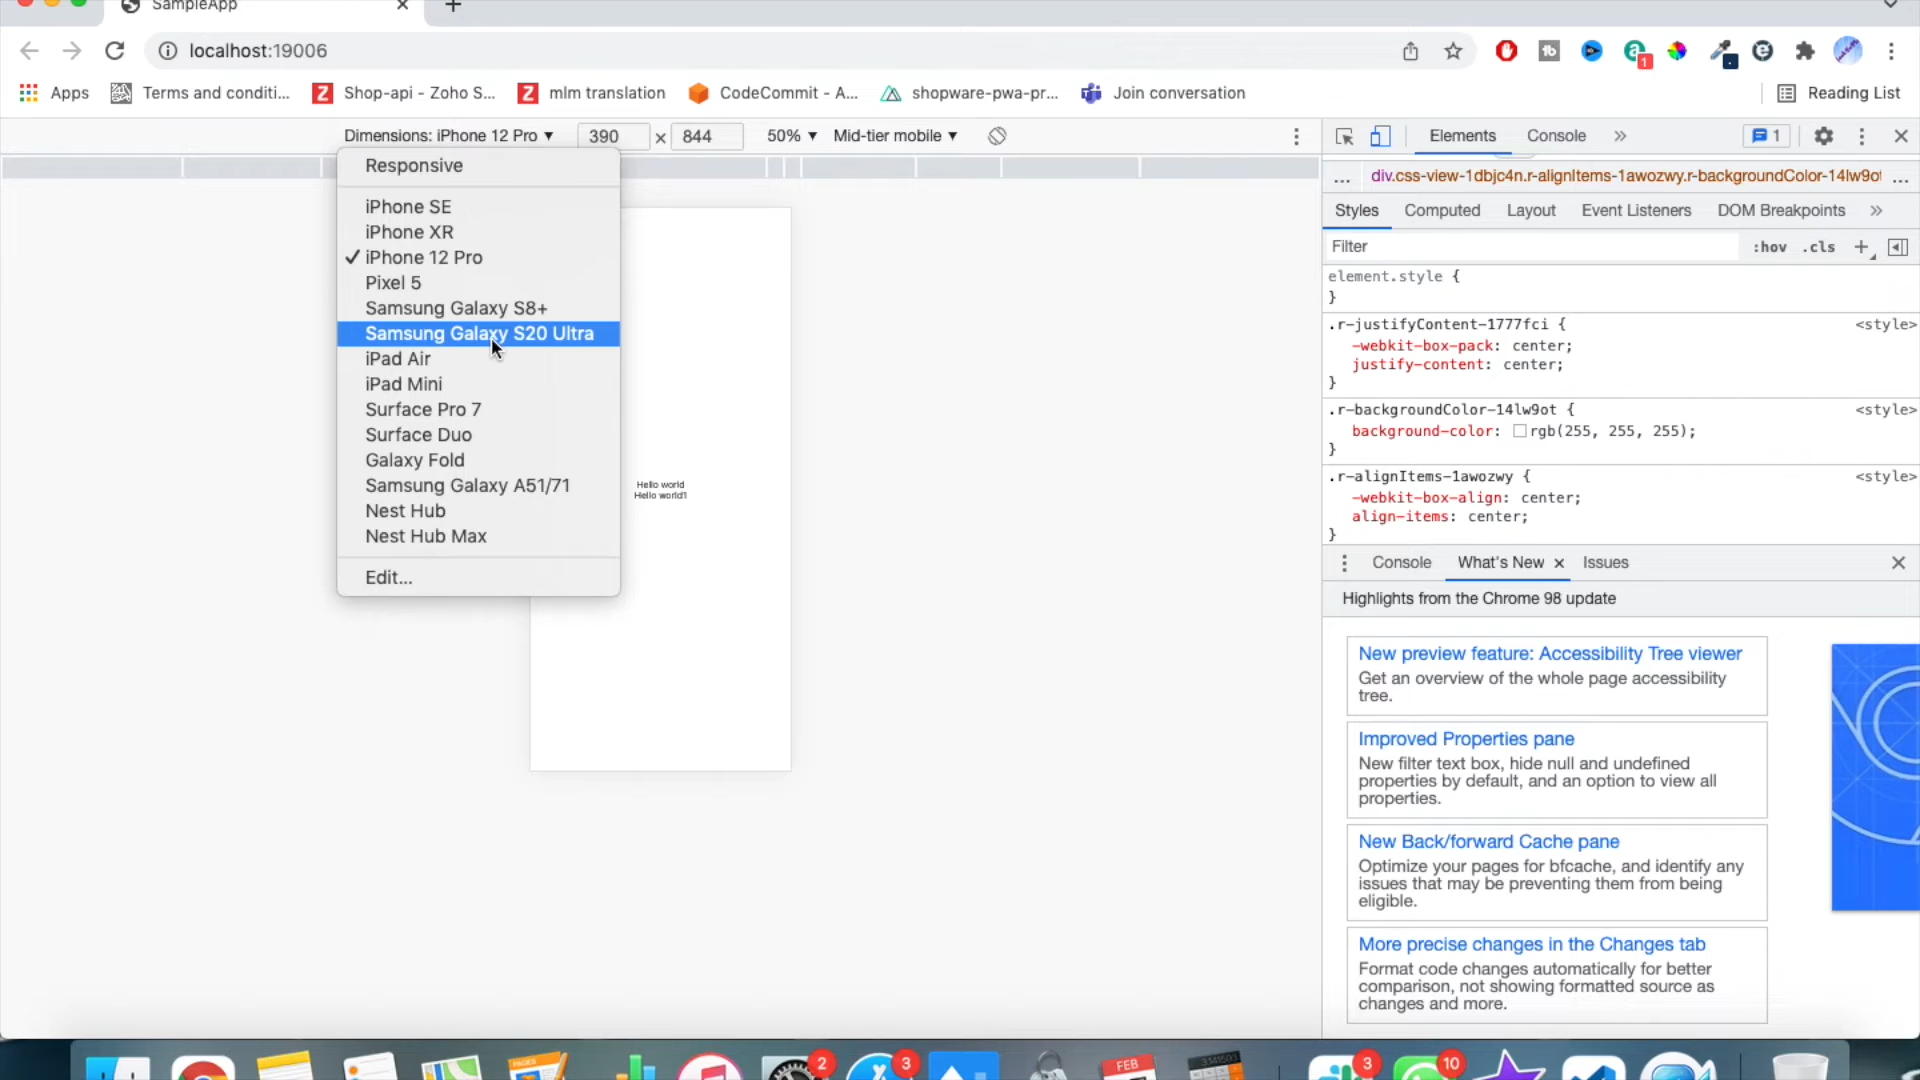 SampleApp
localhost:19006
1
Apps
Terms and conditi...
Shop-api - Zoho S...
mlm translation
CodeCommit - A...
shopware-pwa-pr...
Join conversation
Reading List
Dimensions: iPhone 12 Pro ▼
390 x 844
50% ▼
Mid-tier mobile ▼
Responsive
iPhone SE
iPhone XR
✓ iPhone 12 Pro
Pixel 5
Samsung Galaxy S8+
Samsung Galaxy S20 Ultra
iPad Air
iPad Mini
Surface Pro 7
Surface Duo
Galaxy Fold
Samsung Galaxy A51/71
Nest Hub
Nest Hub Max
Edit...
Hello world
Hello world1
Elements
Console
1
... div.css-view-1dbjc4n.r-alignItems-1awozwy.r-backgroundColor-14lw9ot ...
Styles
Computed
Layout
Event Listeners
DOM Breakpoints
Filter
:hov .cls +
element.style {
}
.r-justifyContent-1777fci { <style>
-webkit-box-pack: center;
justify-content: center;
}
.r-backgroundColor-14lw9ot { <style>
background-color: rgb(255, 255, 255);
}
.r-alignItems-1awozwy { <style>
-webkit-box-align: center;
align-items: center;
}
Console
What's New ×
Issues
Highlights from the Chrome 98 update
New preview feature: Accessibility Tree viewer
Get an overview of the whole page accessibility
tree.
Improved Properties pane
New filter text box, hide null and undefined
properties by default, and an option to view all
properties.
New Back/forward Cache pane
Optimize your pages for bfcache, and identify any
issues that may be preventing them from being
eligible.
More precise changes in the Changes tab
Format code changes automatically for better
comparison, not showing formatted source as
changes and more.
PAGES
2
3
FEB
3
10